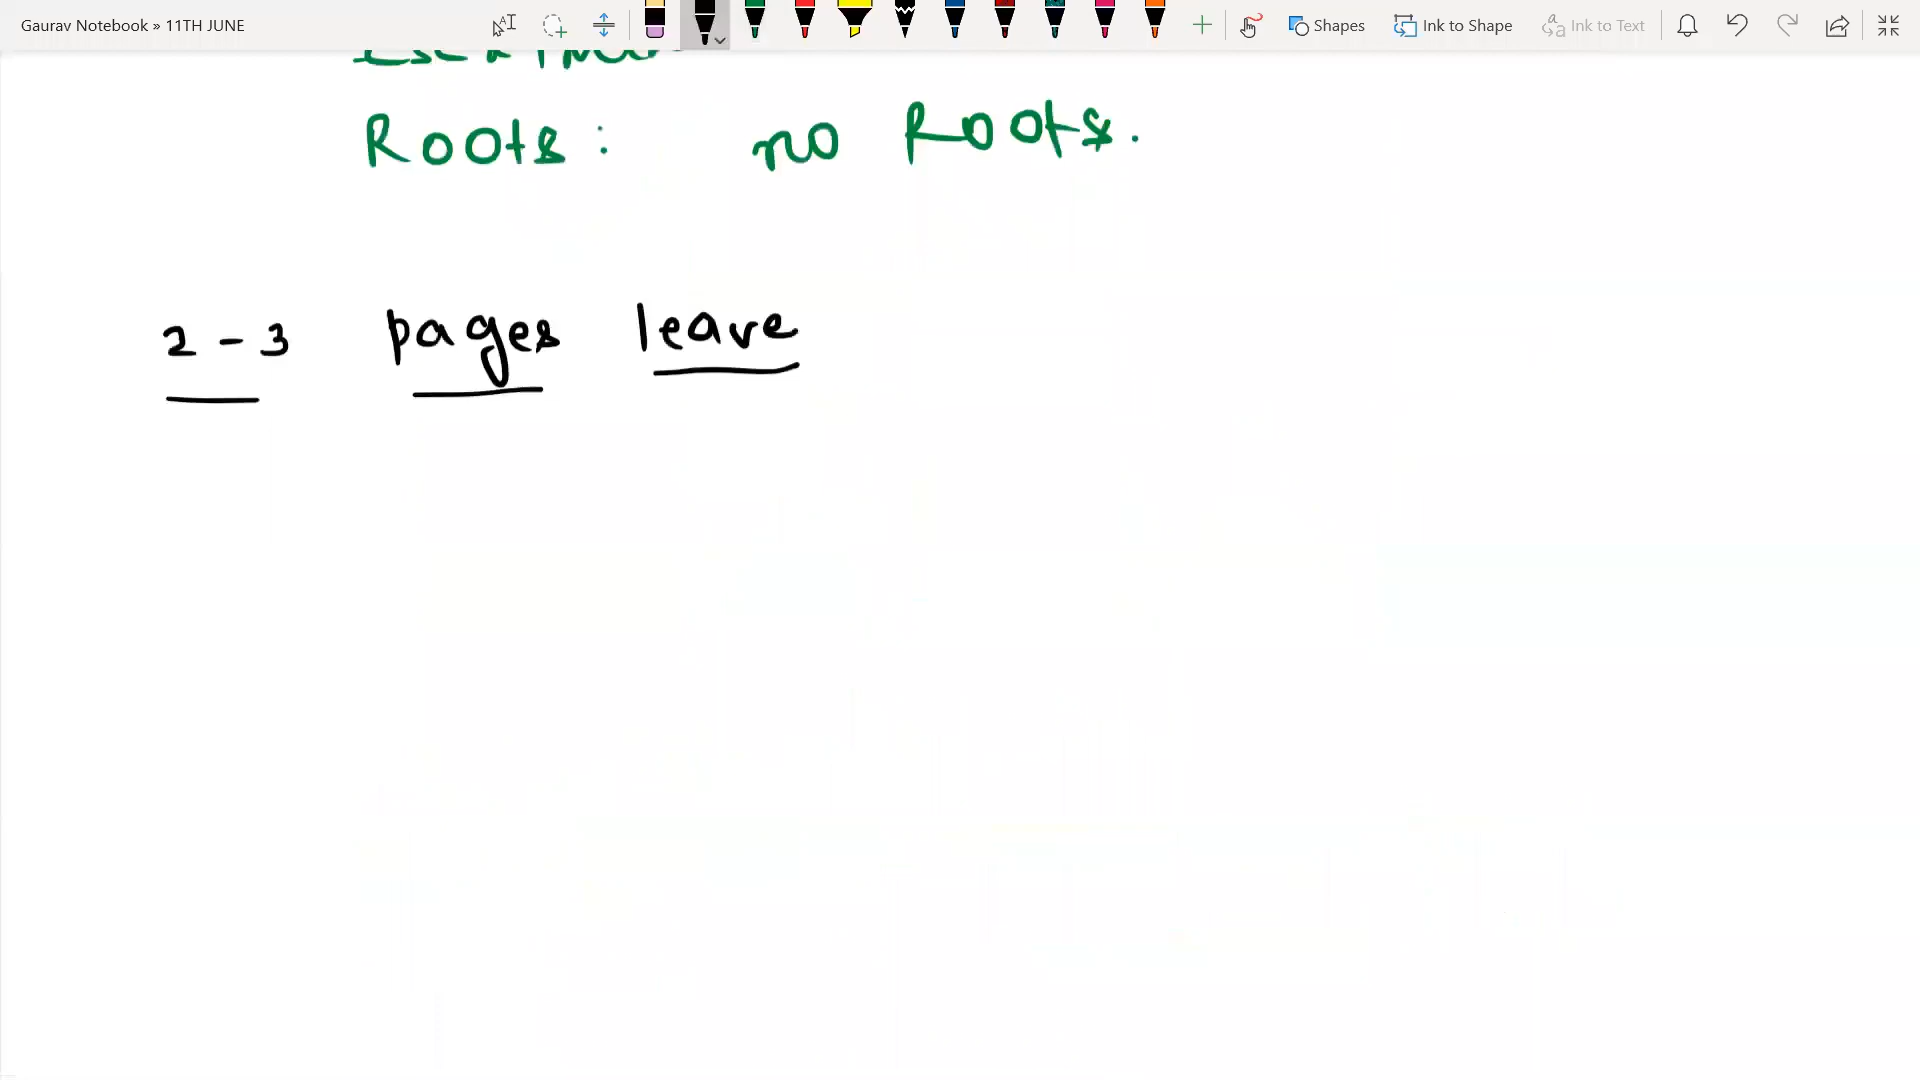 Gaurav Notebook » 11TH JUNE
Shapes
Ink to Shape
Ink to Text
Roots : no Roots.
2 - 3 pages leave